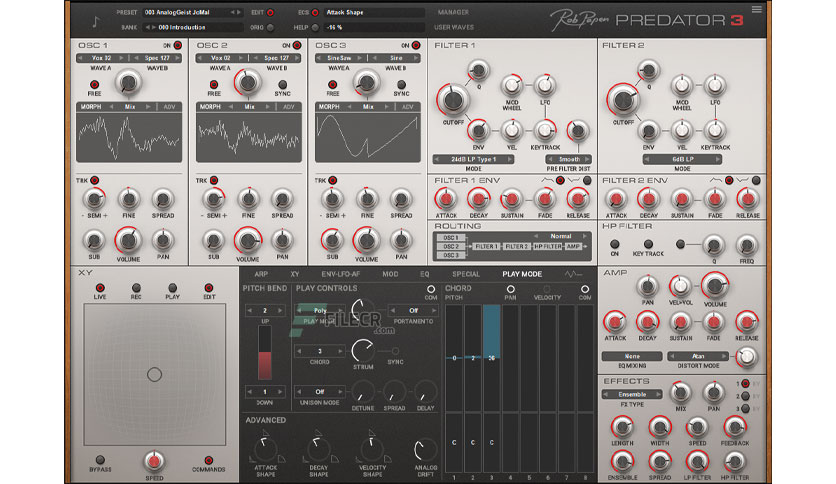 PRESET 003 AnalogGeist JoMal EDIT ECS Attack Shape MANAGER
BANK 000 Introduction ORIG HELP -16 % USER WAVES
Rob Papen PREDATOR 3
OSC 1 ON OSC 2 ON OSC 3 ON FILTER 1 FILTER 2
Vox 02 Spec 127 Vox 02 Spec 127 SineSaw Sine
WAVE A WAVE B WAVE A WAVE B WAVE A WAVE B
FREE FREE SYNC FREE SYNC
Q MOD WHEEL LFO Q MOD WHEEL LFO
CUTOFF CUTOFF
MORPH Mix ADV MORPH Mix ADV MORPH Mix ADV
ENV VEL KEYTRACK ENV VEL KEYTRACK
24dB LP Type 1 Smooth 6dB LP
MODE PRE FILTER DIST MODE
TRK TRK TRK
FILTER 1 ENV FILTER 2 ENV
- SEMI + FINE SPREAD - SEMI + FINE SPREAD - SEMI + FINE SPREAD
ATTACK DECAY SUSTAIN FADE RELEASE ATTACK DECAY SUSTAIN FADE RELEASE
SUB VOLUME PAN SUB VOLUME PAN SUB VOLUME PAN
ROUTING HP FILTER
Normal
OSC 1
OSC 2 FILTER 1 FILTER 2 HP FILTER AMP
OSC 3
ON KEY TRACK Q FREQ
XY
LIVE REC PLAY EDIT
BYPASS SPEED COMMANDS
ARP XY ENV-LFO-AF MOD EQ SPECIAL PLAY MODE
PITCH BEND PLAY CONTROLS COM CHORD PAN VELOCITY COM
PITCH
2 Poly Off
UP PLAY MODE PORTAMENTO
FILECR
.com
3
CHORD STRUM SYNC
0 2
1 Off
DOWN UNISON MODE DETUNE SPREAD DELAY
ADVANCED
C C C
ATTACK SHAPE DECAY SHAPE VELOCITY SHAPE ANALOG DRIFT
1 2 3 4 5 6 7 8
AMP
PAN VEL>VOL VOLUME
ATTACK DECAY SUSTAIN FADE RELEASE
None Atan
EQ MIXING DISTORT MODE
EFFECTS
Ensemble
FX TYPE MIX PAN
1 BY
2 BY
3 BY
LENGTH WIDTH SPEED FEEDBACK
ENSEMBLE SPREAD LP FILTER HP FILTER